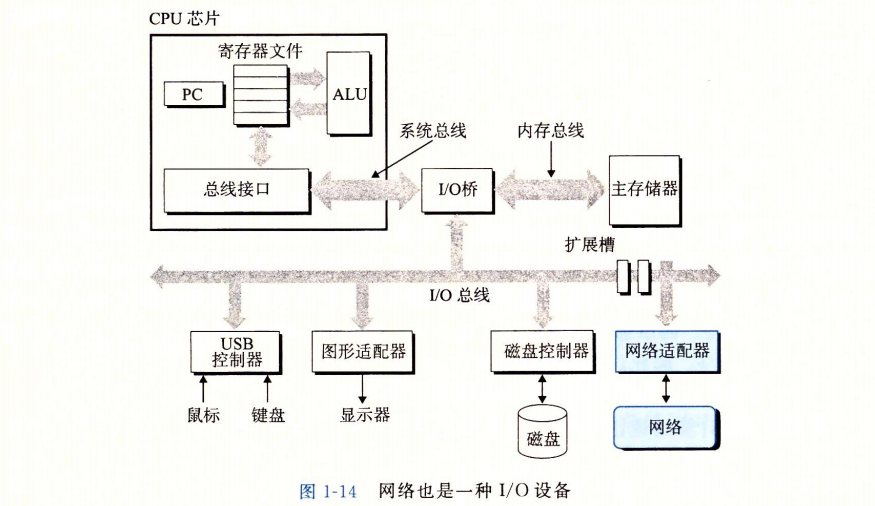 CPU 芯片
寄存器文件
PC
ALU
系统总线
内存总线
总线接口
I/O桥
主存储器
扩展槽
I/O 总线
USB
控制器
图形适配器
磁盘控制器
网络适配器
鼠标
键盘
显示器
磁盘
网络
图 1-14 网络也是一种 I/O 设备